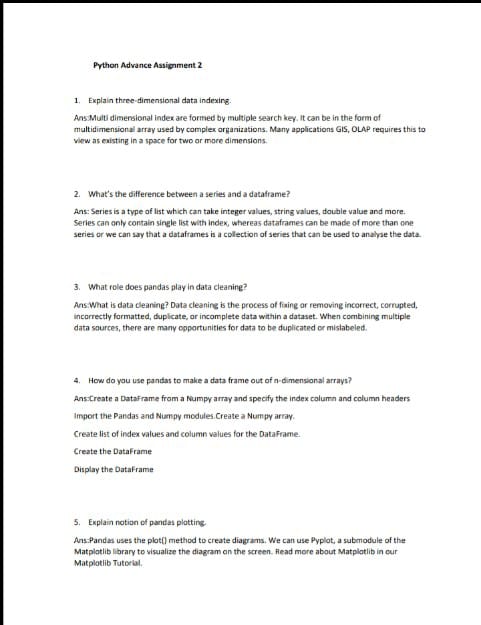 Python Advance Assignment 2
1. Explain three-dimensional data indexing.
Ans:Multi dimensional index are formed by multiple search key. It can be in the form of
multidimensional array used by complex organizations. Many applications GIS, OLAP requires this to
view as existing in a space for two or more dimensions.
2. What's the difference between a series and a dataframe?
Ans: Series is a type of list which can take integer values, string values, double value and more.
Series can only contain single list with index, whereas dataframes can be made of more than one
series or we can say that a dataframes is a collection of series that can be used to analyse the data.
3. What role does pandas play in data cleaning?
Ans:What is data cleaning? Data cleaning is the process of fixing or removing incorrect, corrupted,
incorrectly formatted, duplicate, or incomplete data within a dataset. When combining multiple
data sources, there are many opportunities for data to be duplicated or mislabeled.
4. How do you use pandas to make a data frame out of n-dimensional arrays?
Ans:Create a DataFrame from a Numpy array and specify the index column and column headers
Import the Pandas and Numpy modules.Create a Numpy array.
Create list of index values and column values for the DataFrame.
Create the DataFrame
Display the DataFrame
5. Explain notion of pandas plotting.
Ans:Pandas uses the plot() method to create diagrams. We can use Pyplot, a submodule of the
Matplotlib library to visualize the diagram on the screen. Read more about Matplotlib in our
Matplotlib Tutorial.